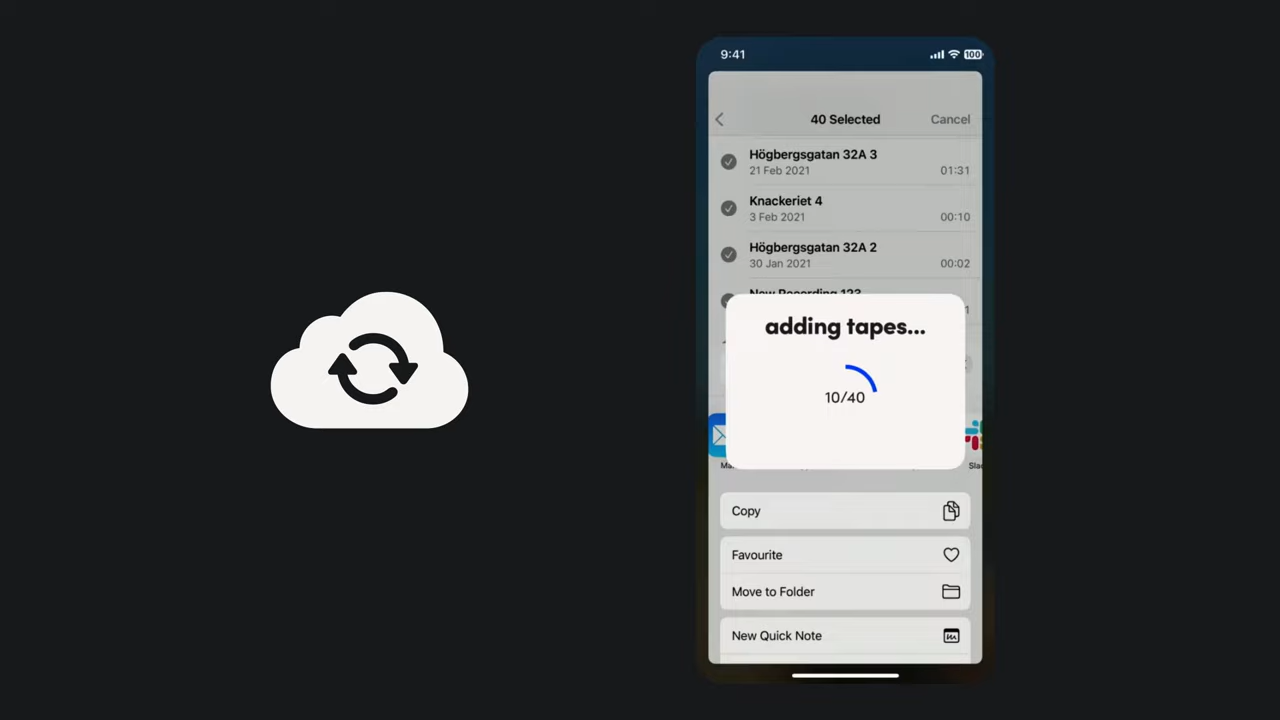 9:41
100
40 Selected
Cancel
Högbergsgatan 32A 3
21 Feb 2021
01:31
Knackeriet 4
3 Feb 2021
00:10
Högbergsgatan 32A 2
30 Jan 2021
00:02
New Recording 123
adding tapes...
10/40
Copy
Favourite
Move to Folder
New Quick Note